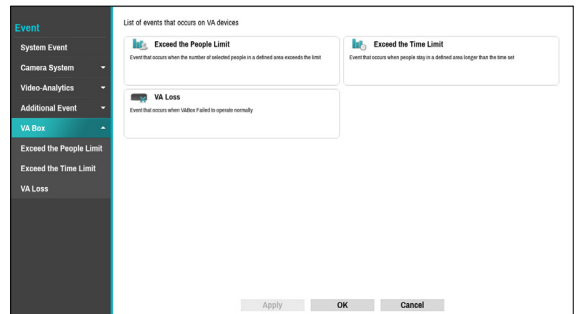 Event
System Event
Camera System
Video-Analytics
Additional Event
VA Box
Exceed the People Limit
Exceed the Time Limit
VA Loss
List of events that occurs on VA devices
Exceed the People Limit
Event that occurs when the number of selected people in a defined area exceeds the limit
Exceed the Time Limit
Event that occurs when people stay in a defined area longer than the time set
VA Loss
Event that occurs when VABox Failed to operate normally
Apply
OK
Cancel